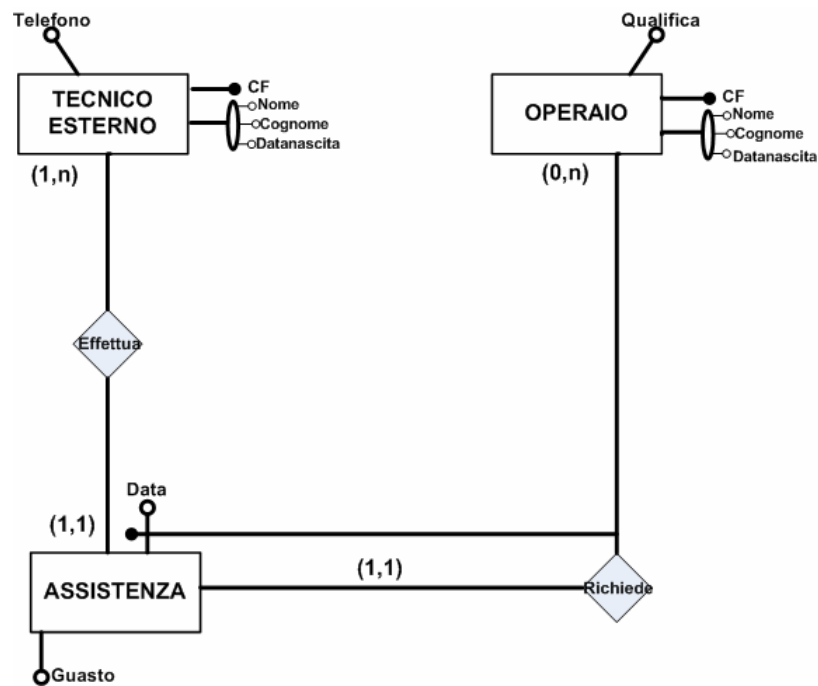 Telefono
Qualifica
TECNICO
ESTERNO
CF
Nome
Cognome
Datanascita
OPERAIO
CF
Nome
Cognome
Datanascita
(1,n)
(0,n)
Effettua
Data
(1,1)
(1,1)
ASSISTENZA
Richiede
Guasto